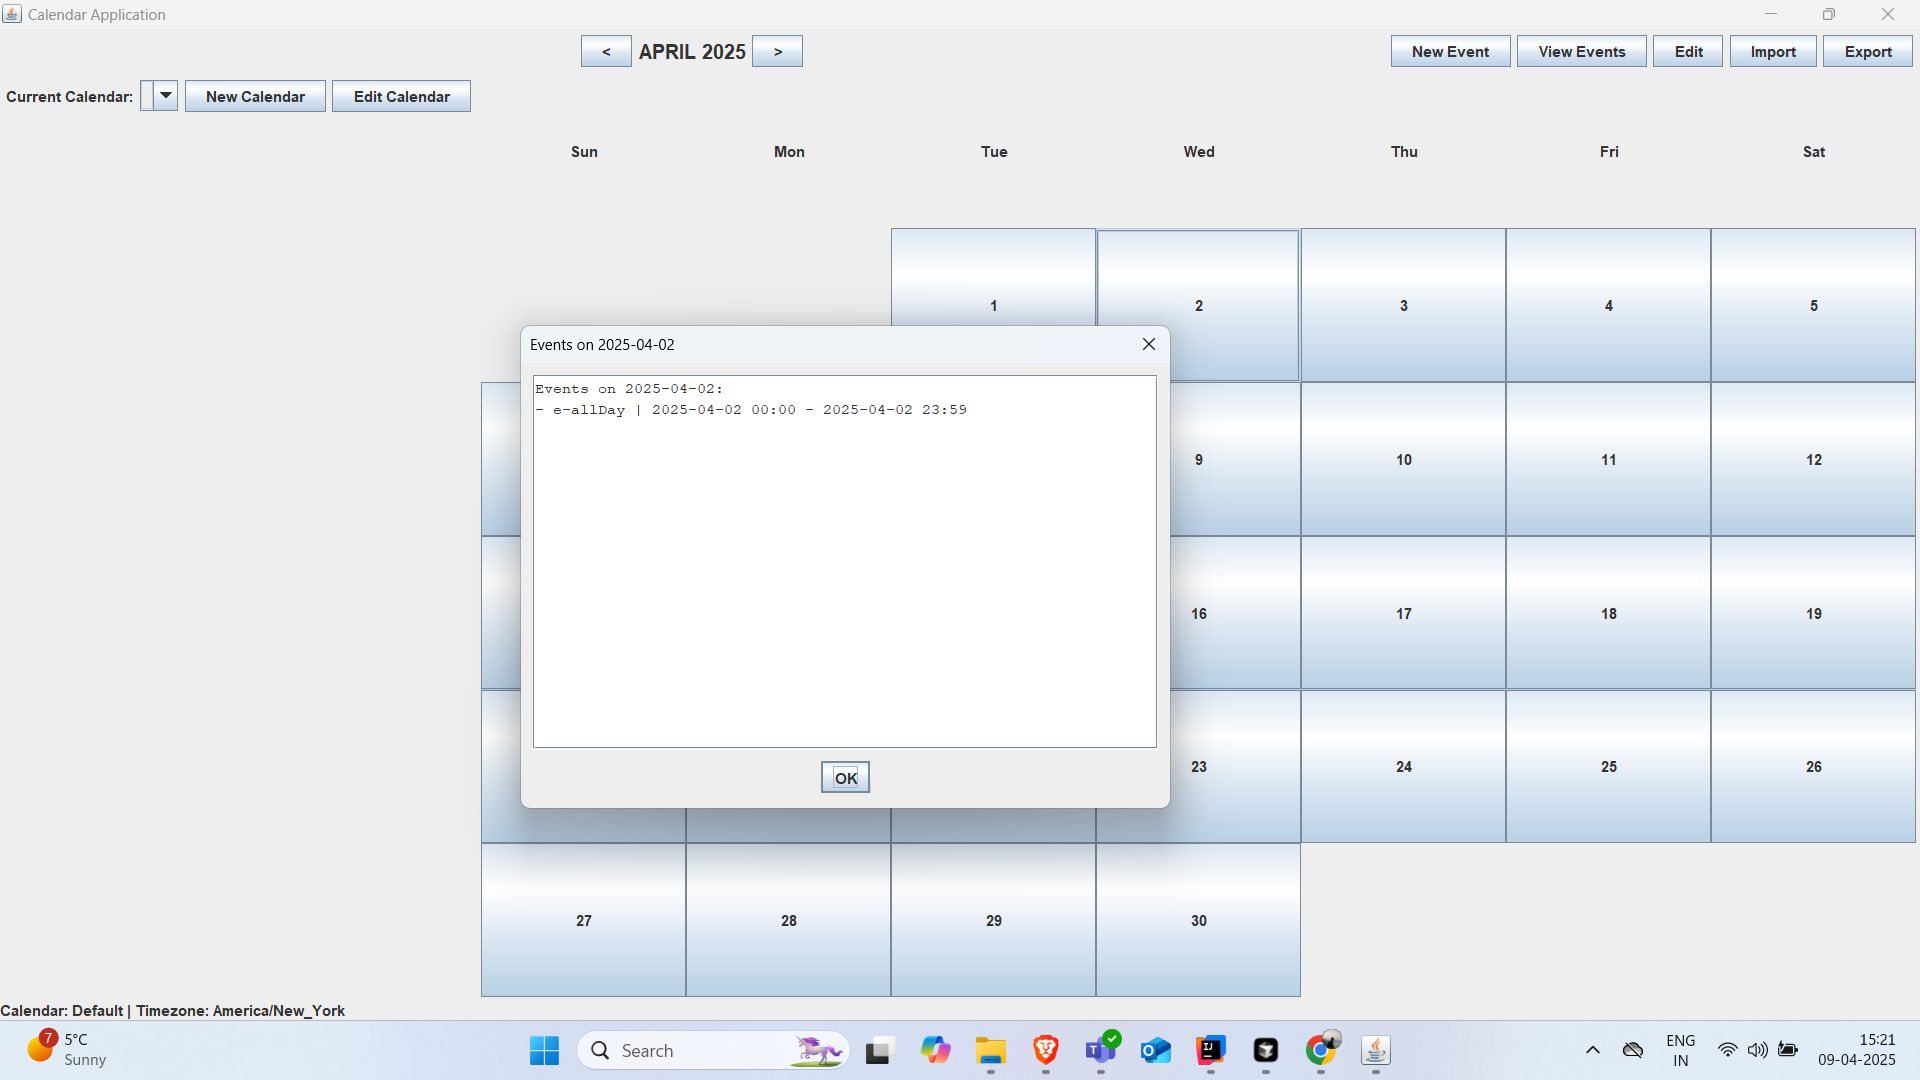 Calendar Application
< APRIL 2025 >
New Event View Events Edit Import Export
Current Calendar: New Calendar Edit Calendar
Sun Mon Tue Wed Thu Fri Sat
1 2 3 4 5
Events on 2025-04-02
Events on 2025-04-02:
- e-allDay | 2025-04-02 00:00 - 2025-04-02 23:59
OK
9 10 11 12
16 17 18 19
23 24 25 26
27 28 29 30
Calendar: Default | Timezone: America/New_York
7
5°C
Sunny
Search
ENG
IN
15:21
09-04-2025